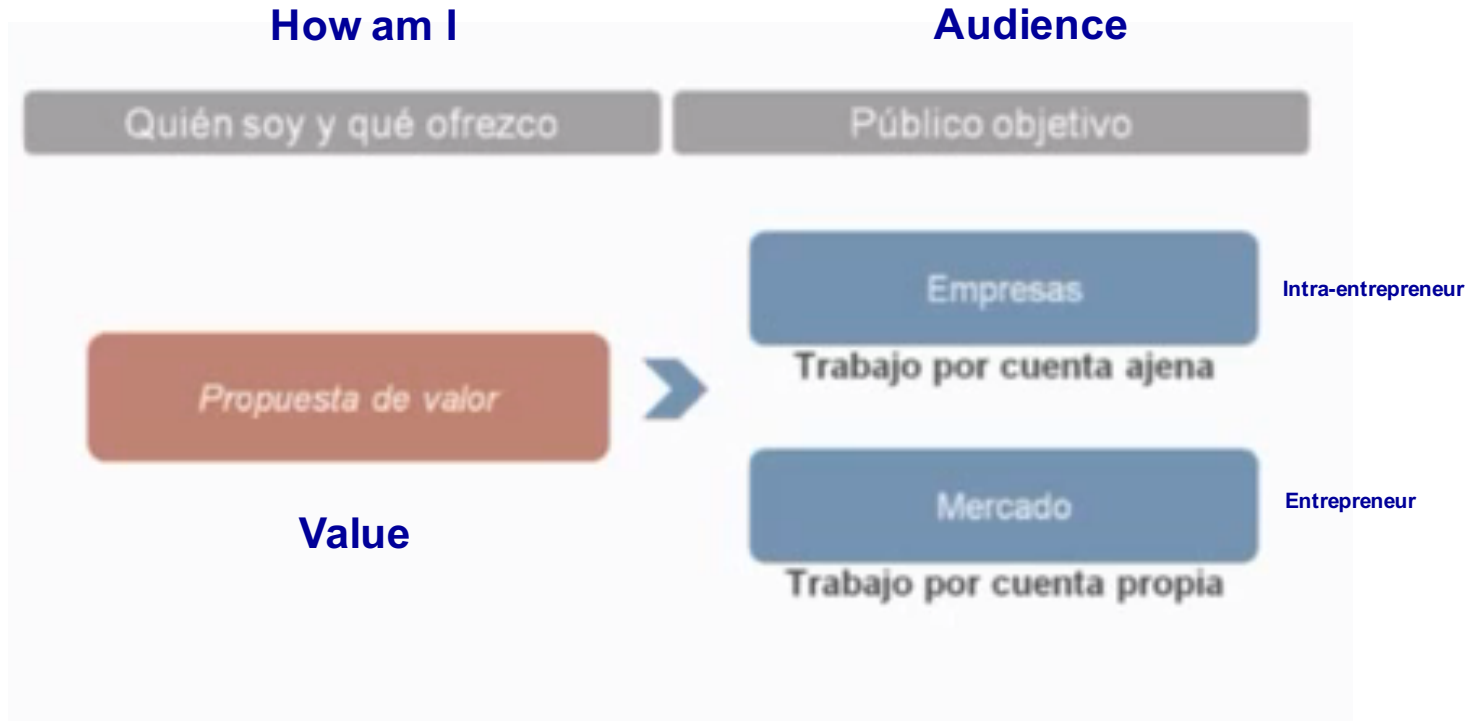 How am I
Audience
Quién soy y qué ofrezco
Público objetivo
Empresas
Intra-entrepreneur
Trabajo por cuenta ajena
Propuesta de valor
Value
Mercado
Entrepreneur
Trabajo por cuenta propia